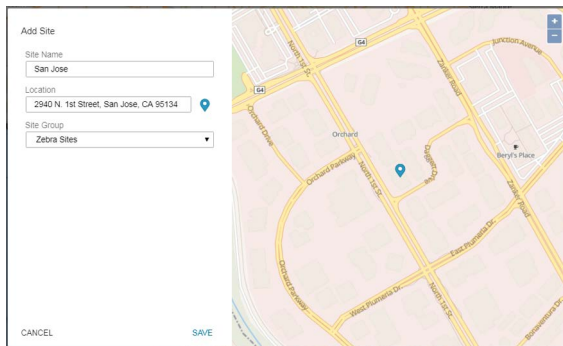 Add Site
Site Name
San Jose
Location
2940 N. 1st Street, San Jose, CA 95134
Site Group
Zebra Sites
CANCEL
SAVE
+
−
G4
G4
North 1st St.
Zanker Road
Junction Avenue
Orchard Drive
Orchard
Beryl's Place
Daggett Drive
Orchard Parkway
North 1st St.
Zanker Road
East Plumeria Dr.
Orchard Parkway
West Plumeria Dr.
North 1st St.
Bonaventura Dr.